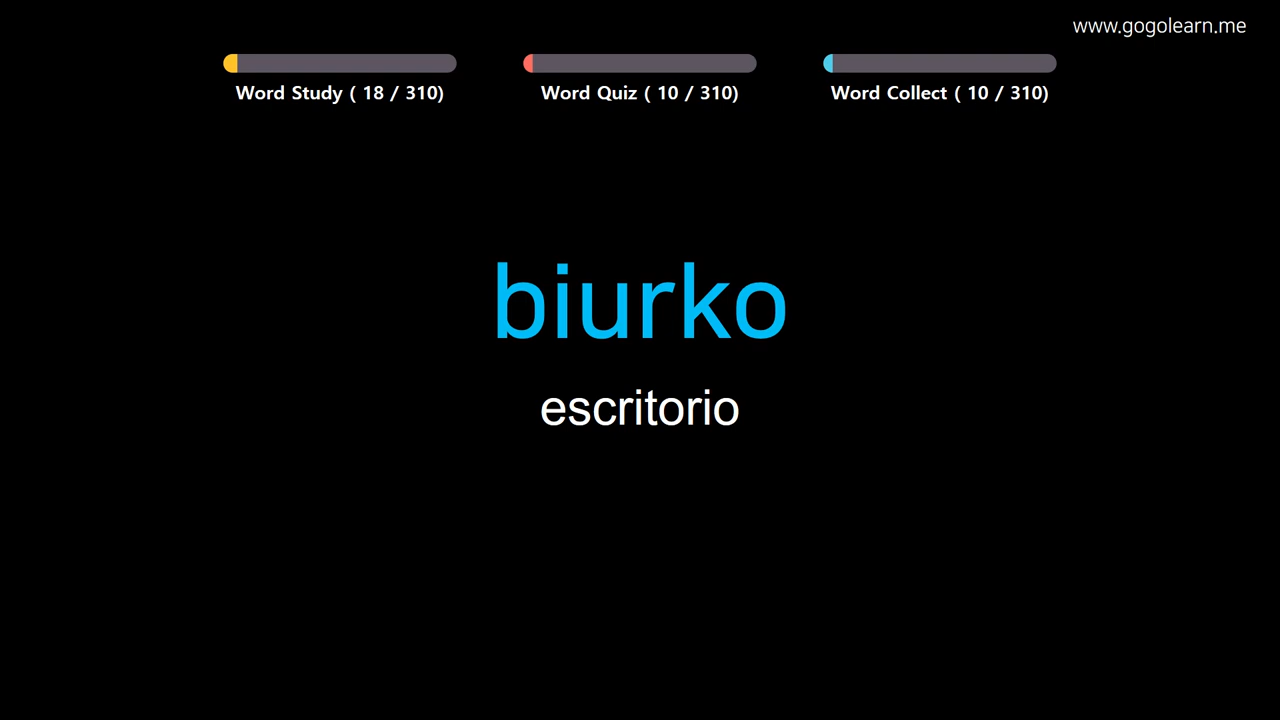 www.gogolearn.me
Word Study ( 18 / 310)
Word Quiz ( 10 / 310)
Word Collect ( 10 / 310)
biurko
escritorio